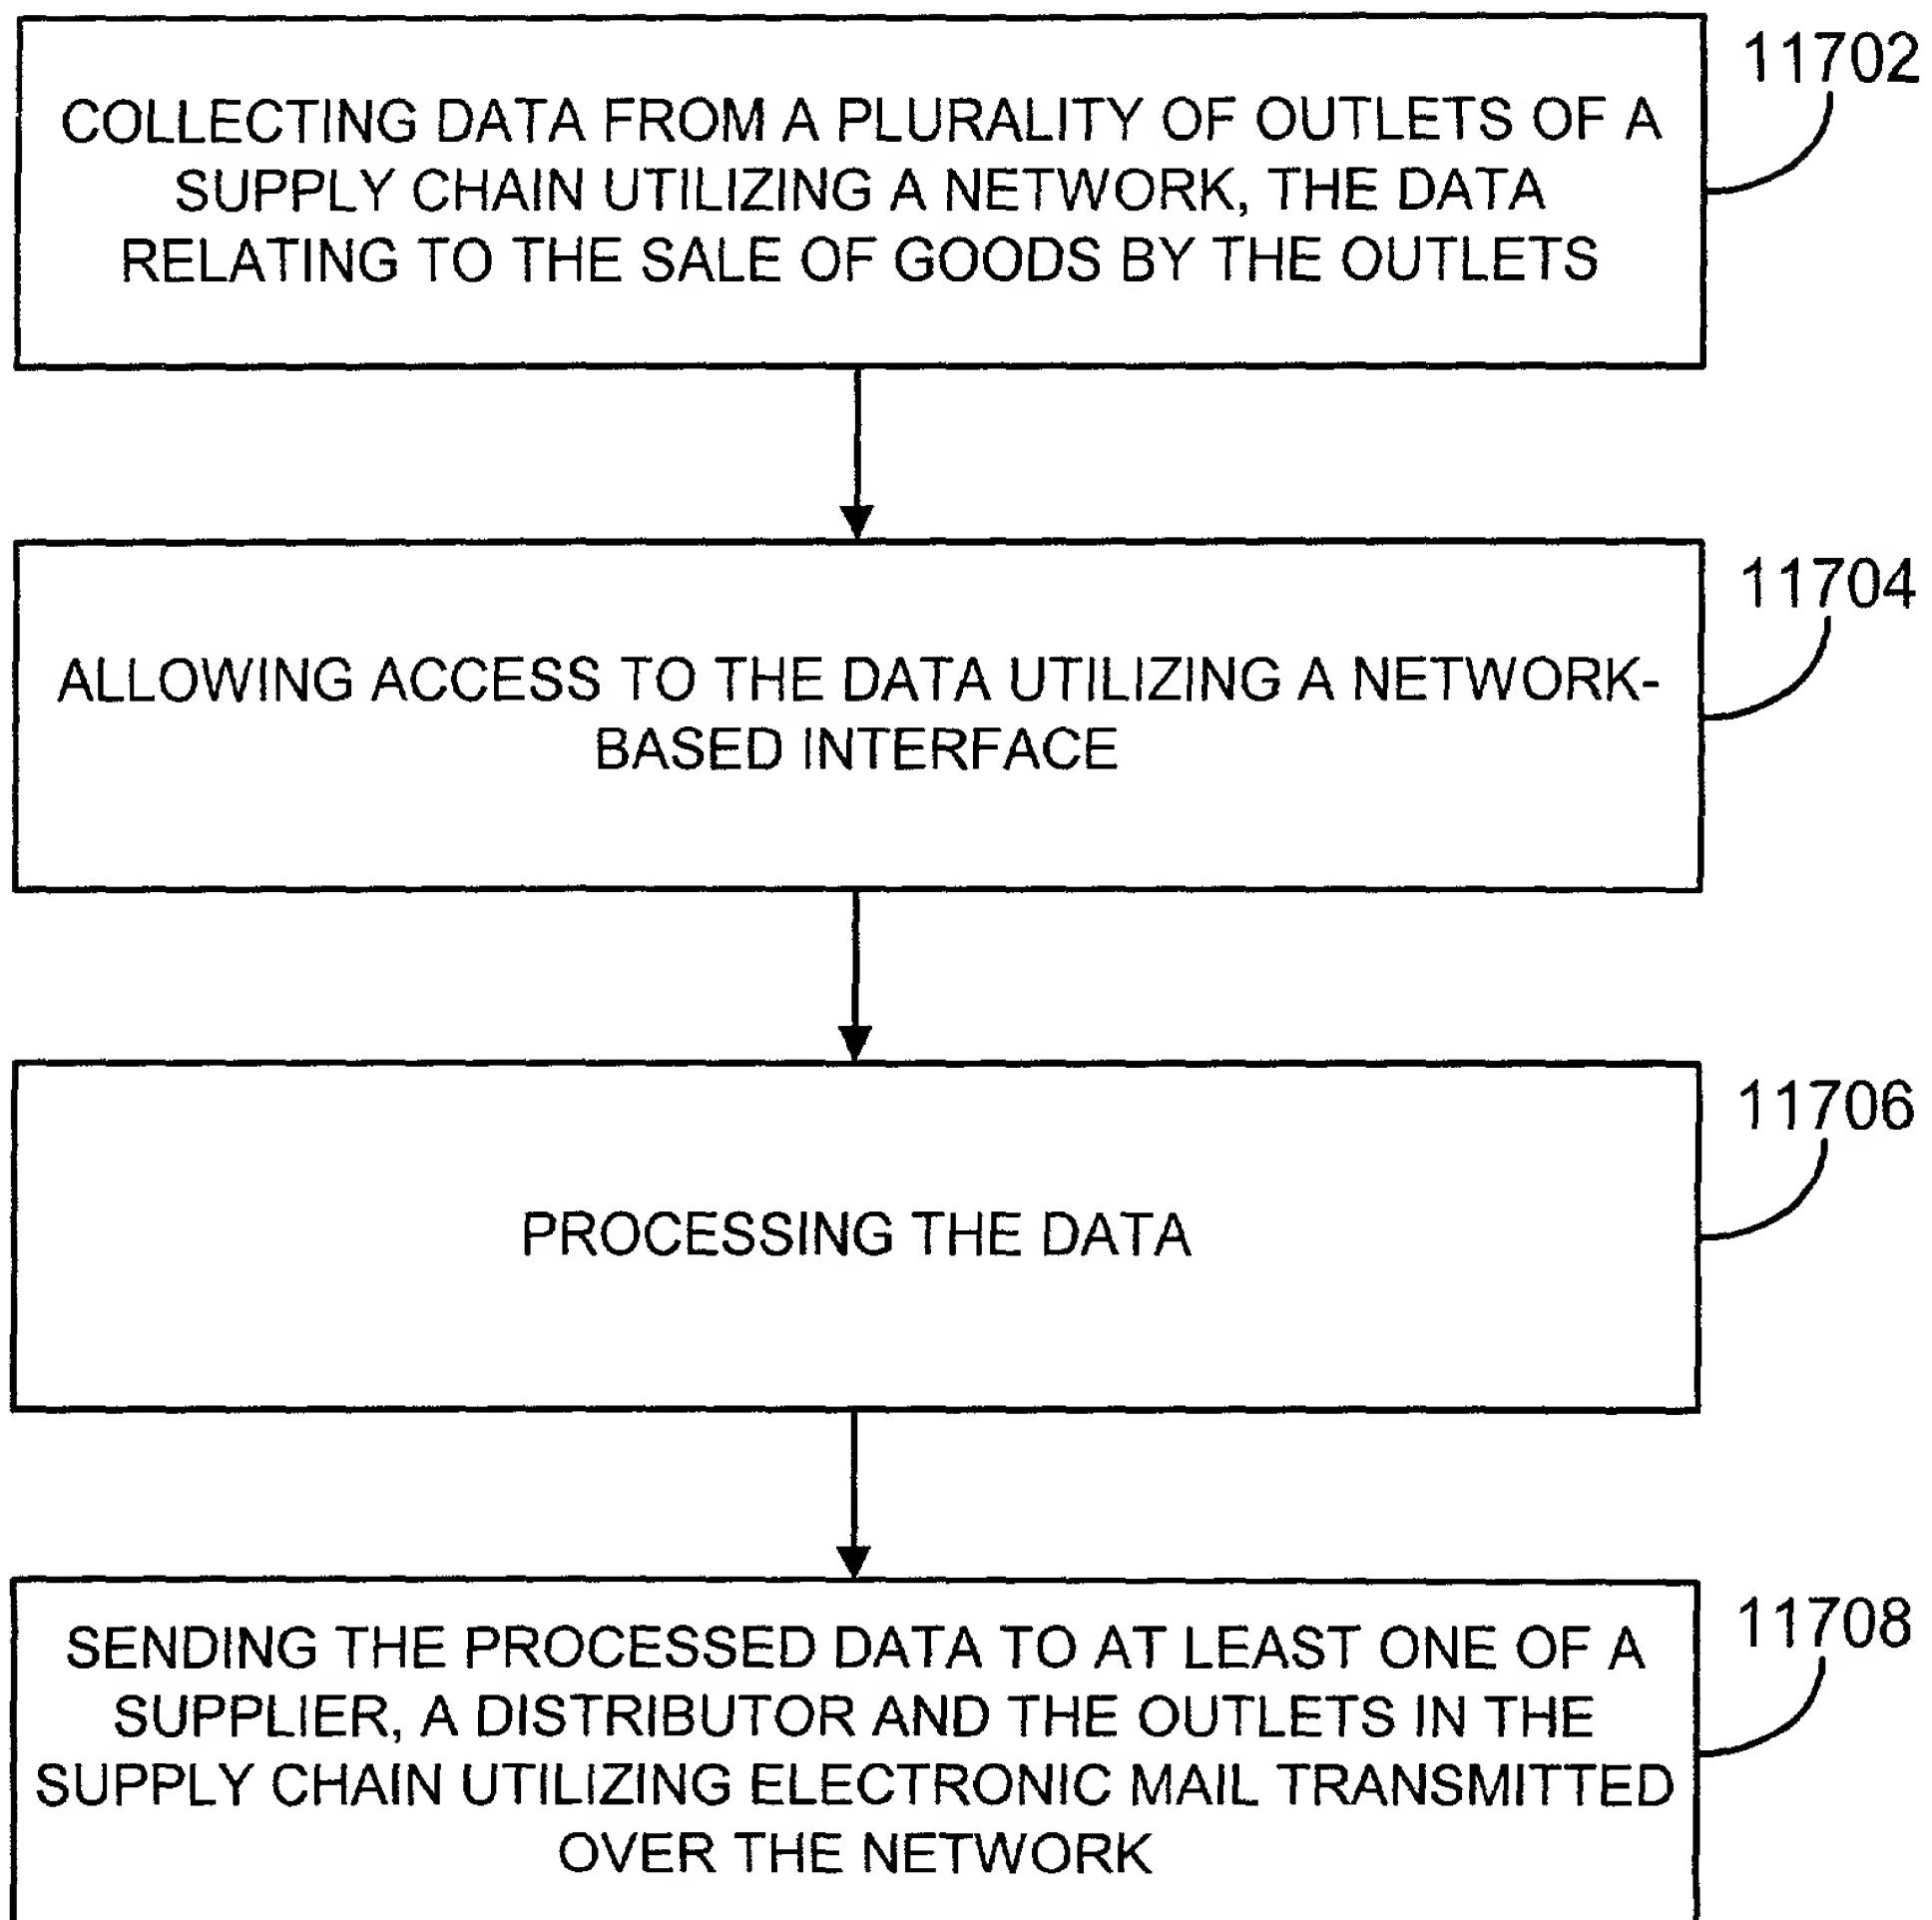 11702
COLLECTING DATA FROM A PLURALITY OF OUTLETS OF A
SUPPLY CHAIN UTILIZING A NETWORK, THE DATA
RELATING TO THE SALE OF GOODS BY THE OUTLETS
11704
ALLOWING ACCESS TO THE DATA UTILIZING A NETWORK-
BASED INTERFACE
11706
PROCESSING THE DATA
11708
SENDING THE PROCESSED DATA TO AT LEAST ONE OF A
SUPPLIER, A DISTRIBUTOR AND THE OUTLETS IN THE
SUPPLY CHAIN UTILIZING ELECTRONIC MAIL TRANSMITTED
OVER THE NETWORK